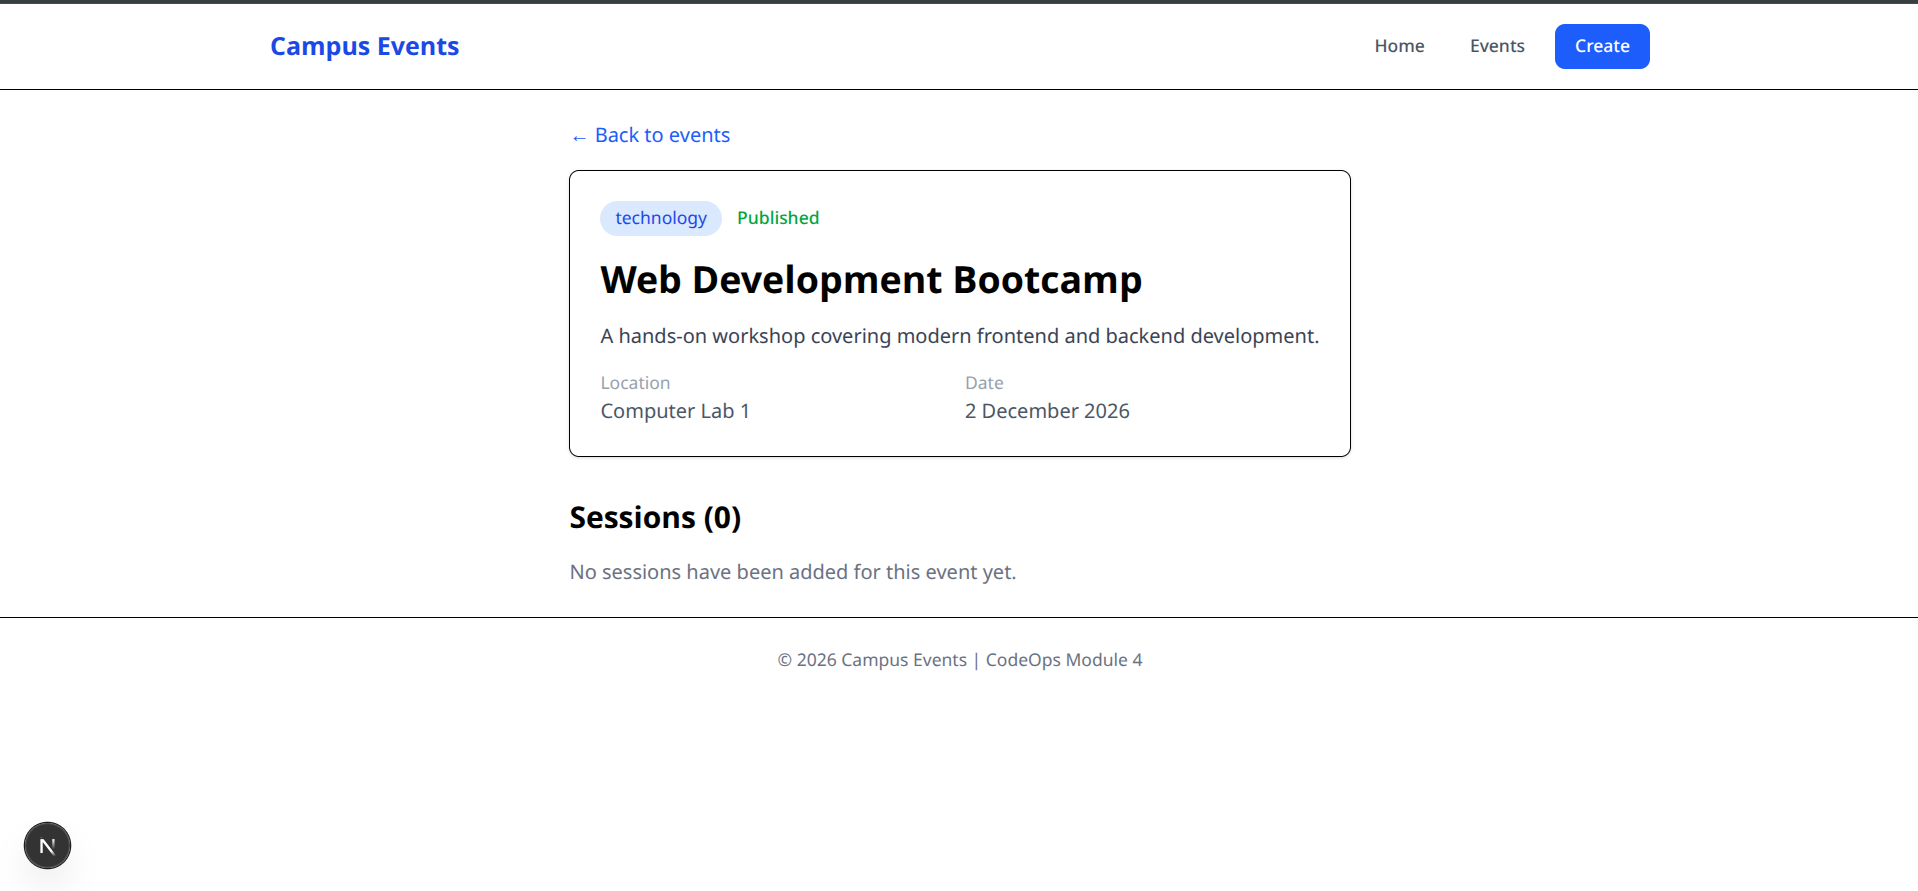 Campus Events
Home
Events
Create
← Back to events
technology
Published
Web Development Bootcamp
A hands-on workshop covering modern frontend and backend development.
Location
Date
Computer Lab 1
2 December 2026
Sessions (0)
No sessions have been added for this event yet.
© 2026 Campus Events | CodeOps Module 4
N